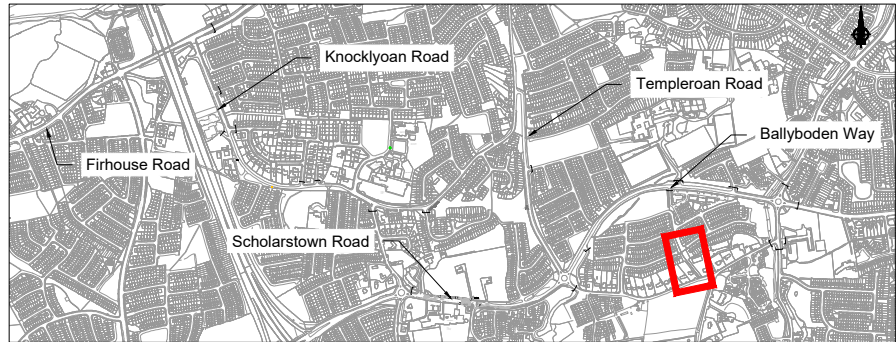 Knocklyoan Road
Templeroan Road
Ballyboden Way
Firhouse Road
Scholarstown Road